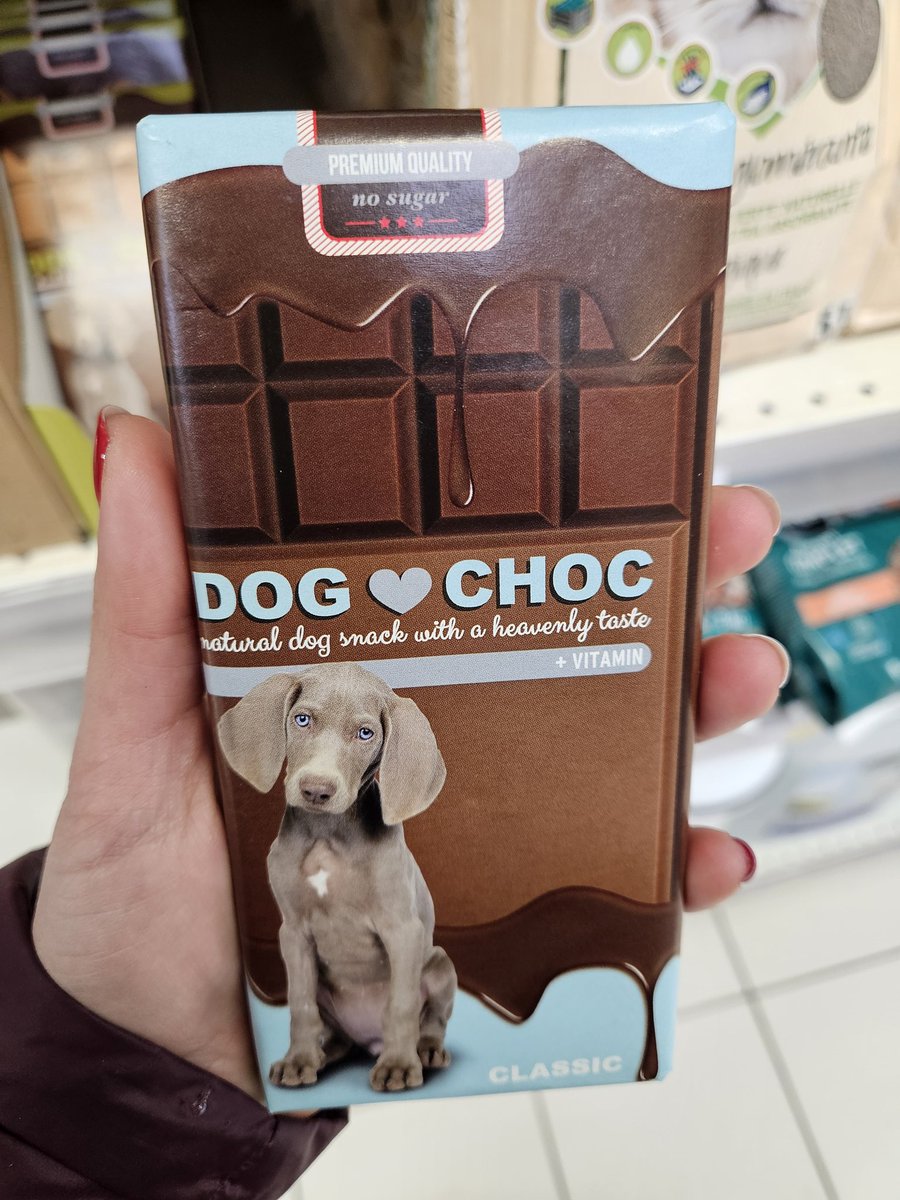 PREMIUM QUALITY
no sugar
DOG CHOC
natural dog snack with a heavenly taste
+ VITAMIN
CLASSIC